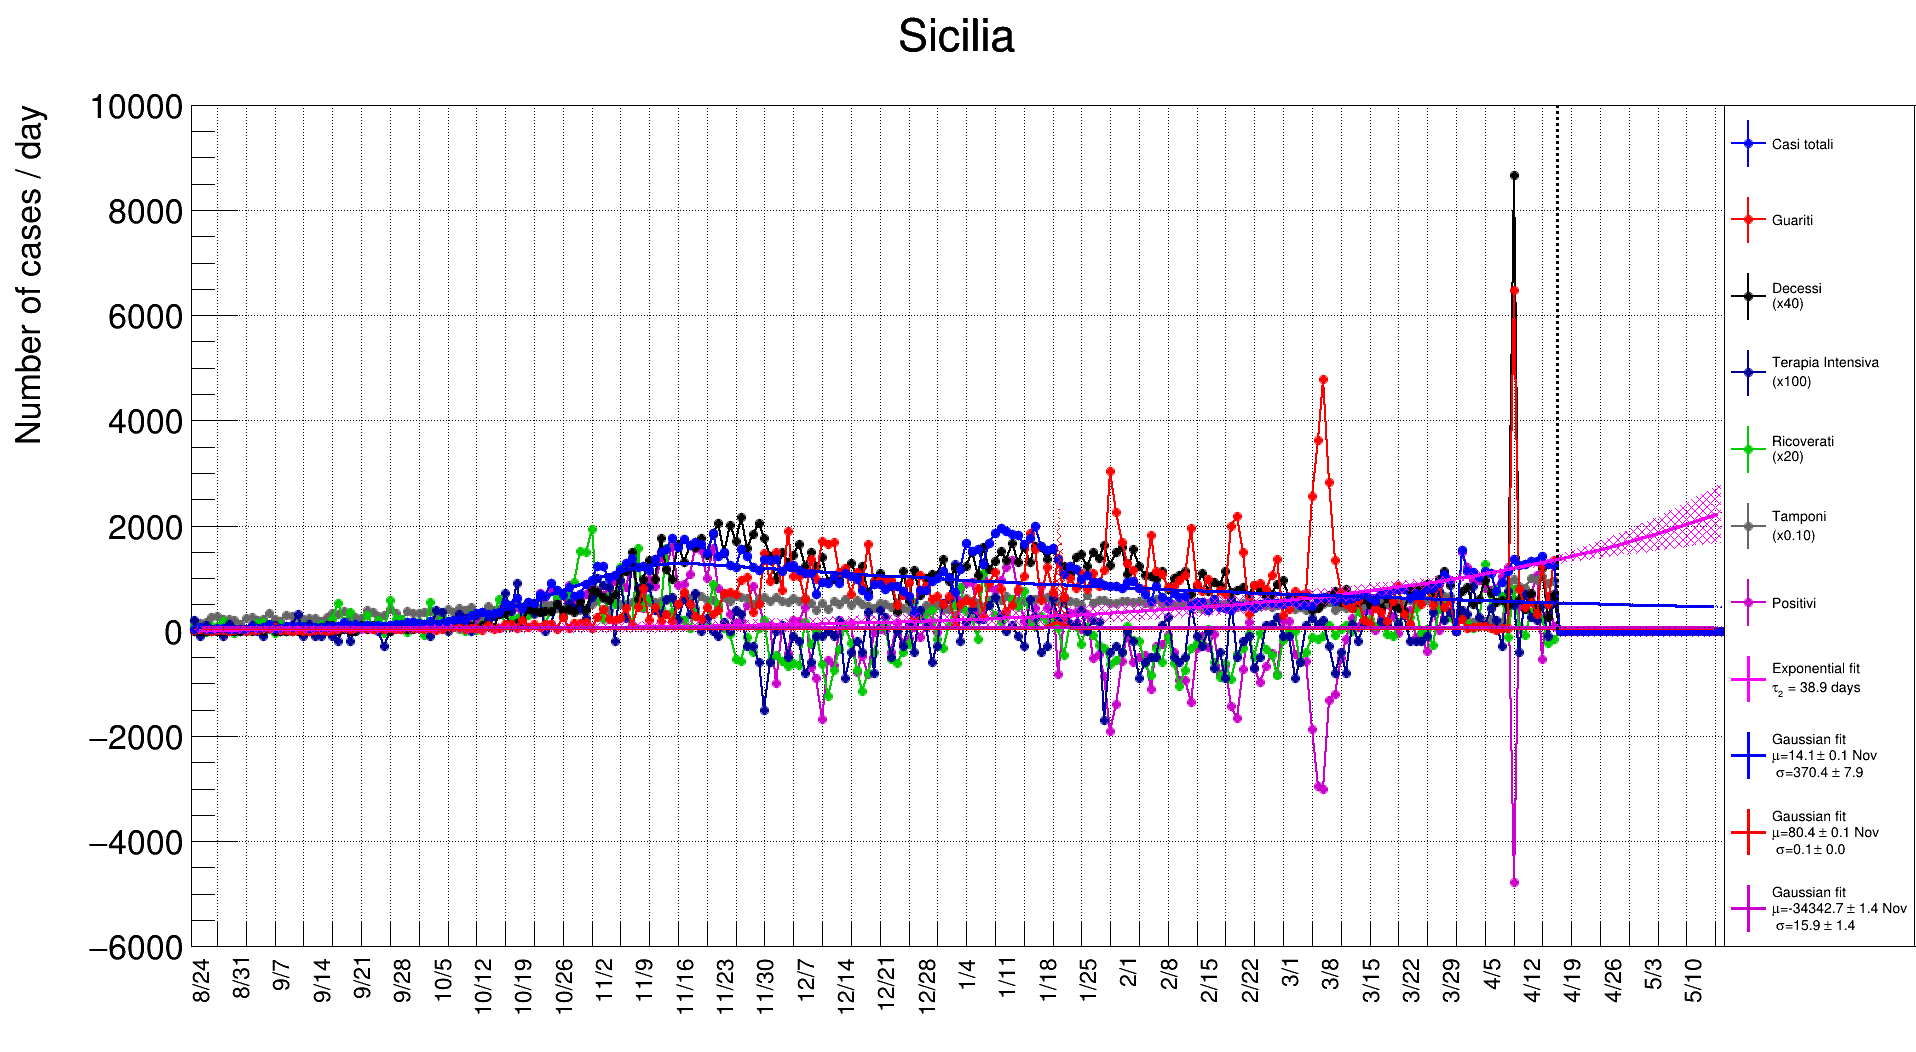 Sicilia
Number of cases / day
10000
8000
6000
4000
2000
0
−2000
−4000
−6000
8/24
8/31
9/7
9/14
9/21
9/28
10/5
10/12
10/19
10/26
11/2
11/9
11/16
11/23
11/30
12/7
12/14
12/21
12/28
1/4
1/11
1/18
1/25
2/1
2/8
2/15
2/22
3/1
3/8
3/15
3/22
3/29
4/5
4/12
4/19
4/26
5/3
5/10
Casi totali
Guariti
Decessi
(x40)
Terapia Intensiva
(x100)
Ricoverati
(x20)
Tamponi
(x0.10)
Positivi
Exponential fit
τ2 = 38.9 days
Gaussian fit
μ=14.1± 0.1 Nov
σ=370.4 ± 7.9
Gaussian fit
μ=80.4 ± 0.1 Nov
σ=0.1± 0.0
Gaussian fit
μ=-34342.7 ± 1.4 Nov
σ=15.9 ± 1.4